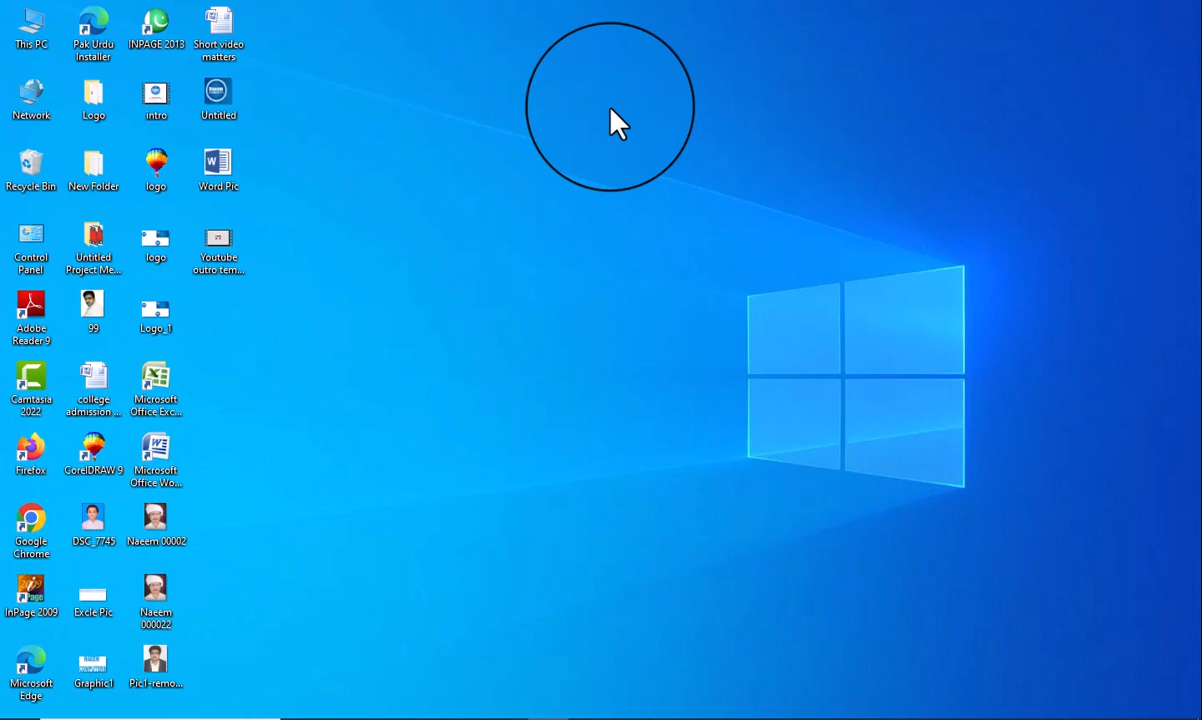 This PC
Pak Urdu
Installer
INPAGE 2013
Short video
matters
Network
Logo
intro
Untitled
Recycle Bin
New Folder
logo
Word Pic
Control
Panel
Untitled
Project Me...
logo
Youtube
outro tem...
Adobe
Reader 9
99
Logo_1
Camtasia
2022
college
admission ...
Microsoft
Office Exc...
Firefox
CorelDRAW 9
Microsoft
Office Wo...
Google
Chrome
DSC_7745
Naeem 00002
InPage 2009
Excle Pic
Naeem
000022
Microsoft
Edge
Graphic1
Pic1-remo...